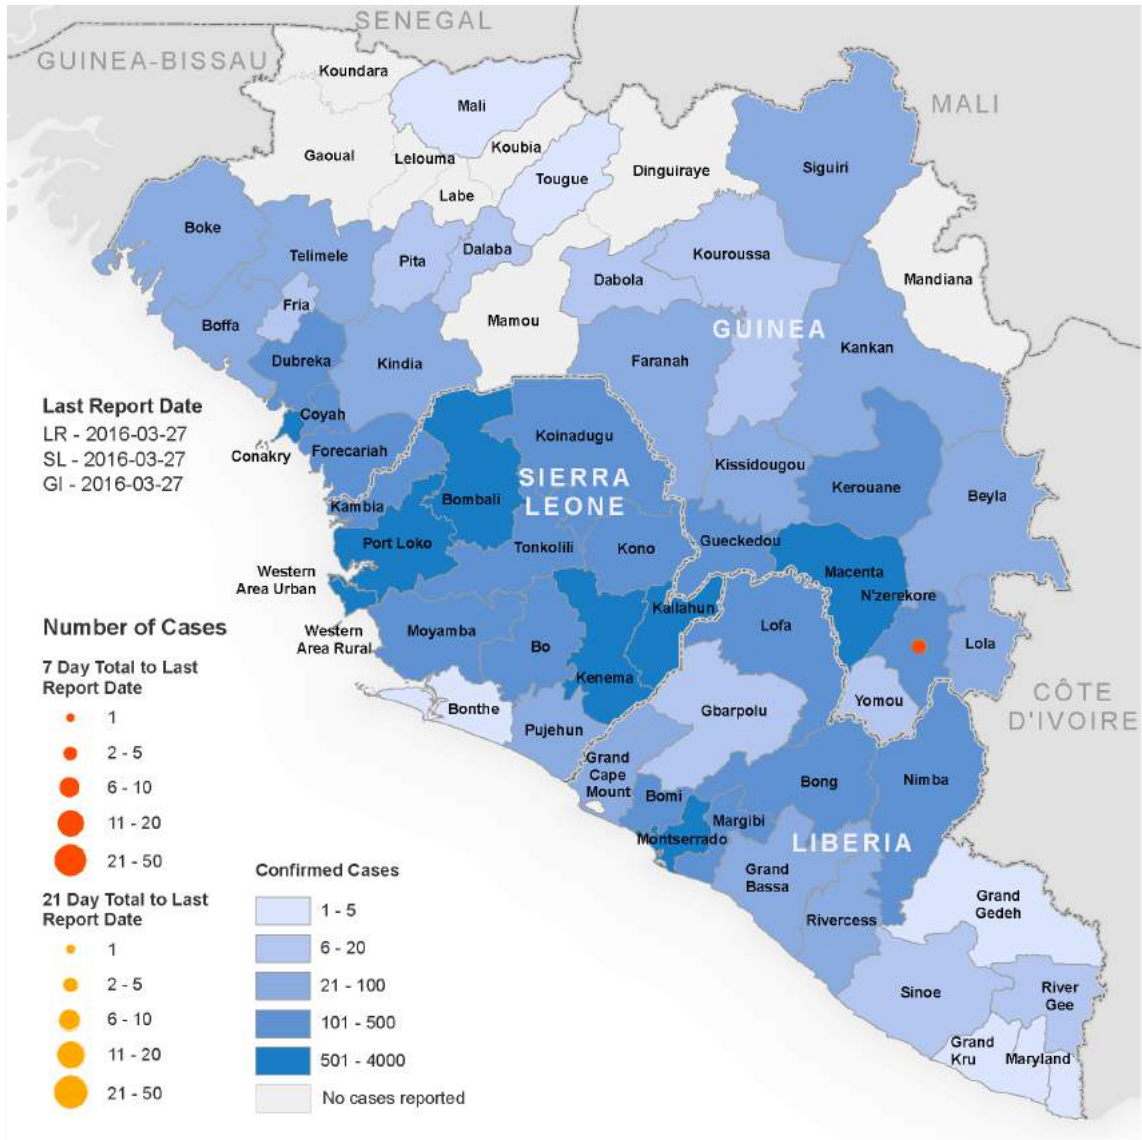 SENEGAL
GUINEA-BISSAU
Koundara
Mali
MALI
Gaoual
Lelouma
Koubia
Labe
Tougue
Dinguiraye
Siguiri
Boke
Telimele
Pita
Dalaba
Kouroussa
Dabola
Mandiana
Fria
Boffa
Mamou
GUINEA
Dubreka
Kindia
Faranah
Kankan
Last Report Date
LR - 2016-03-27
SL - 2016-03-27
GI - 2016-03-27
Coyah
Conakry
Forecariah
Koinadugu
Kissidougou
SIERRA
LEONE
Kerouane
Beyla
Kambia
Bombali
Port Loko
Tonkolili
Kono
Gueckedou
Macenta
N'zerekore
Western
Area Urban
Kailahun
Western
Area Rural
Moyamba
Bo
Lofa
Lola
Kenema
Bonthe
Pujehun
Gbarpolu
Yomou
CÔTE
D'IVOIRE
Grand
Cape
Mount
Bomi
Bong
Nimba
Margibi
Montserrado
LIBERIA
Grand
Bassa
Rivercess
Grand
Gedeh
Sinoe
River
Gee
Grand
Kru
Maryland
Number of Cases
7 Day Total to Last
Report Date
1
2 - 5
6 - 10
11 - 20
21 - 50
21 Day Total to Last
Report Date
1
2 - 5
6 - 10
11 - 20
21 - 50
Confirmed Cases
1 - 5
6 - 20
21 - 100
101 - 500
501 - 4000
No cases reported